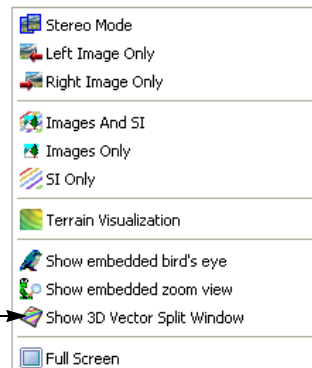 Stereo Mode
Left Image Only
Right Image Only
Images And SI
Images Only
SI Only
Terrain Visualization
Show embedded bird's eye
Show embedded zoom view
Show 3D Vector Split Window
Full Screen